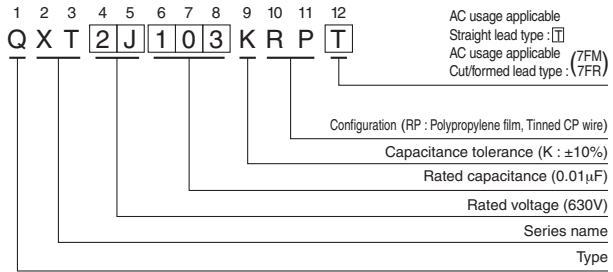 1 2 3 4 5 6 7 8 9 10 11 12
Q X T 2 J 1 0 3 K R P T
AC usage applicable
Straight lead type : T
AC usage applicable (7FM)
Cut/formed lead type : (7FR)
Configuration (RP : Polypropylene film, Tinned CP wire)
Capacitance tolerance (K : ±10%)
Rated capacitance (0.01µF)
Rated voltage (630V)
Series name
Type